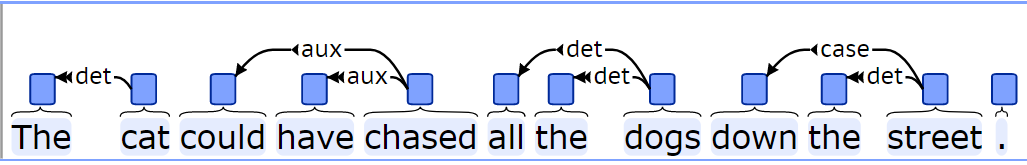 aux det case
det aux det det
The cat could have chased all the dogs down the street .